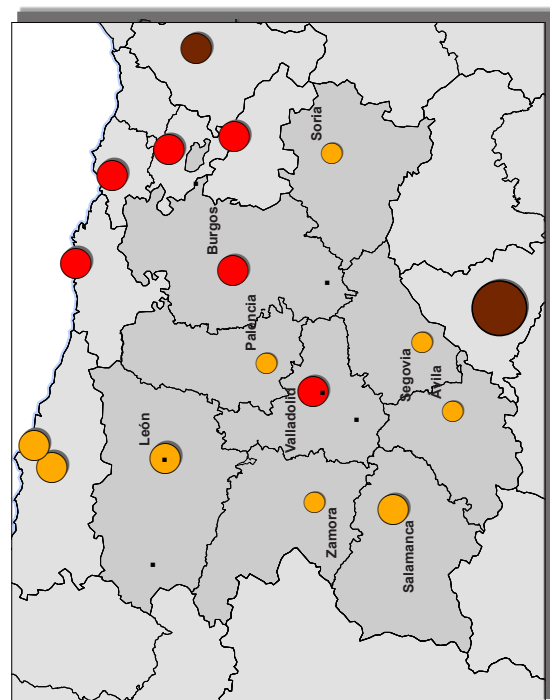 Soria
Burgos
Palencia
Segovia
Ávila
Valladolid
León
Zamora
Salamanca